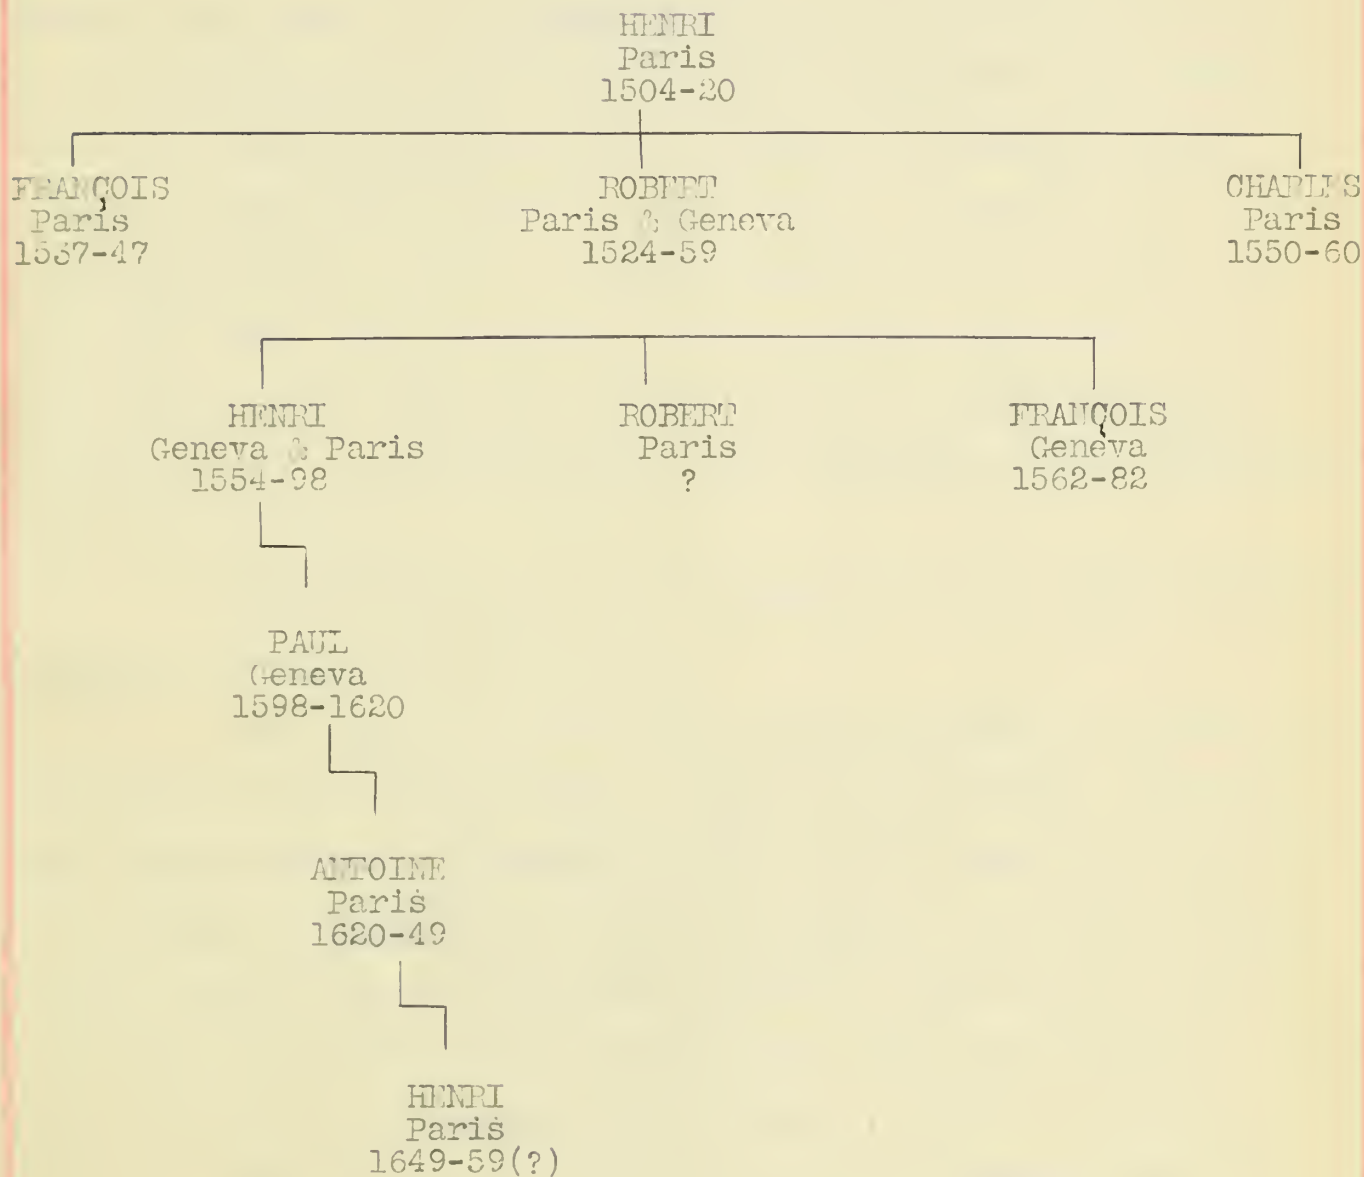 HENRI
Paris
1504-20
FRANÇOIS
Paris
1537-47
ROBERT
Paris & Geneva
1524-59
CHARLES
Paris
1550-60
HENRI
Geneva & Paris
1554-98
ROBERT
Paris
?
FRANÇOIS
Geneva
1562-82
PAUL
Geneva
1598-1620
ANTOINE
Paris
1620-49
HENRI
Paris
1649-59(?)